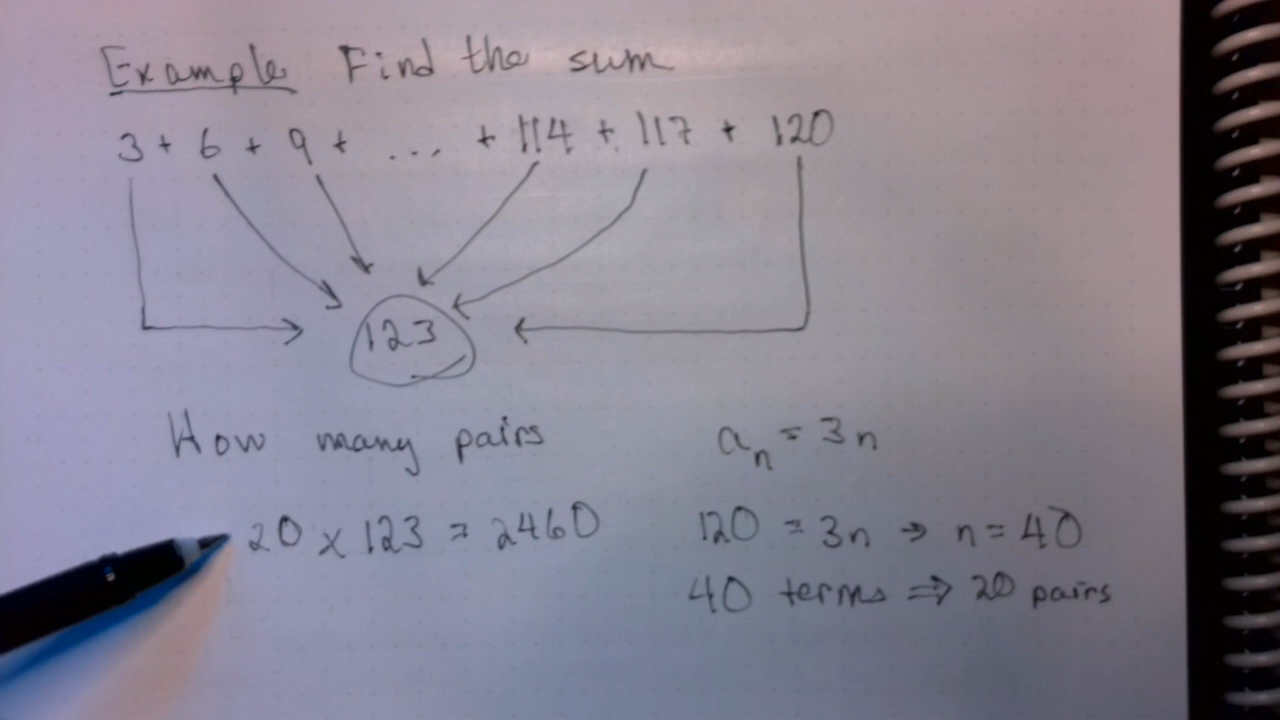 Example Find the sum
3 + 6 + 9 + ... + 114 + 117 + 120
123
How many pairs
20 x 123 = 2460
aₙ = 3n
120 = 3n → n = 40
40 terms ⇒ 20 pairs